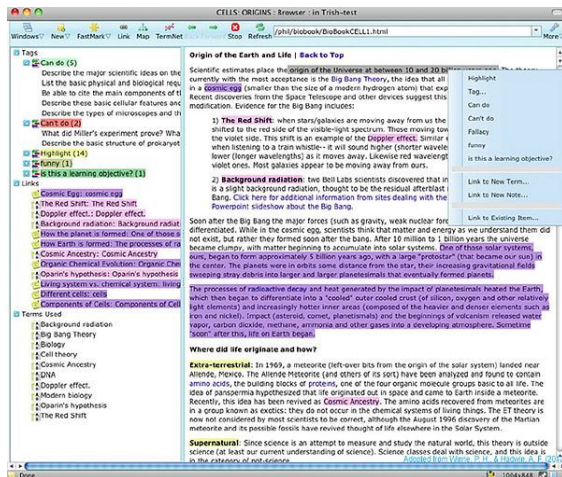 CELLS: ORIGINS : Browser : in Trish-test
Windows New FastMark Link Map TermNet Back Forward Stop Refresh /phil/biobook/BioBookCELL1.html More
Tags
Can do (5)
Describe the major scientific ideas on the
List the basic physical and biological requ
Be able to cite the main components of th
Describe these basic cellular features and
Describe the types of microscopes and th
Can't do (2)
What did Miller's experiment prove? Wha
Describe the basic structure of prokaryot
Highlight (14)
funny (1)
is this a learning objective? (1)
Links
Cosmic Egg: cosmic egg
The Red Shift: The Red Shift
Doppler effect.: Doppler effect.
Background radiation: Background radiat
How the planet is formed: One of those s
How Earth is formed: The processes of ra
Cosmic Ancestry: Cosmic Ancestry
Organic Chemical Evolution: Organic Chem
Oparin's hypothesis: Oparin's hypothesis
Living system vs. chemical system: living
Different cells: cells
Components of Cells: Components of Cel
Terms Used
Background radiation
Big Bang Theory
Biology
Cell theory
Cosmic Ancestry
DNA
Doppler effect.
Modern biology
Oparin's hypothesis
The Red Shift
Origin of the Earth and Life | Back to Top
Scientific estimates place the origin of the Universe at between 10 and 20 The theory
currently with the most acceptance is the Big Bang Theory, the idea that all
in a cosmic egg (smaller than the size of a modern hydrogen atom) that exp
Recent discoveries from the Space Telescope and other devices suggest this
modification. Evidence for the Big Bang includes:
1) The Red Shift: when stars/galaxies are moving away from us the
shifted to the red side of the visible-light spectrum. Those moving tow
the violet side. This shift is an example of the Doppler effect. Similar e
when listening to a train whistle-- it will sound higher (shorter wavele
lower (longer wavelengths) as it moves away. Likewise red wavelength
violet ones. Most galaxies appear to be moving away from ours.
2) Background radiation: two Bell Labs scientists discovered that in
is a slight background radiation, thought to be the residual afterblast
Bang. Click here for additional information from sites dealing with the
Powerpoint slideshow about the Big Bang.
Soon after the Big Bang the major forces (such as gravity, weak nuclear forc
differentiated. While in the cosmic egg, scientists think that matter and energy as we understand them did
not exist, but rather they formed soon after the bang. After 10 million to 1 billion years the universe
became clumpy, with matter beginning to accumulate into solar systems. One of those solar systems,
ours, began to form approximately 5 billion years ago, with a large "protostar" (that became our sun) in
the center. The planets were in orbits some distance from the star, their increasing gravitational fields
sweeping stray debris into larger and larger planetesimals that eventually formed planets.
The processes of radioactive decay and heat generated by the impact of planetesimals heated the Earth,
which then began to differentiate into a "cooled" outer cooled crust (of silicon, oxygen and other relatively
light elements) and increasingly hotter inner areas (composed of the heavier and denser elements such as
iron and nickel). Impact (asteroid, comet, planetesimals) and the beginnings of volcanism released water
vapor, carbon dioxide, methane, ammonia and other gases into a developing atmosphere. Sometime
"soon" after this, life on Earth began.
Where did life originate and how?
Extra-terrestrial: In 1969, a meteorite (left-over bits from the origin of the solar system) landed near
Allende, Mexico. The Allende Meteorite (and others of its sort) have been analyzed and found to contain
amino acids, the building blocks of proteins, one of the four organic molecule groups basic to all life. The
idea of panspermia hypothesized that life originated out in space and came to Earth inside a meteorite.
Recently, this idea has been revived as Cosmic Ancestry. The amino acids recovered from meteorites are
in a group known as exotics: they do not occur in the chemical systems of living things. The ET theory is
now not considered by most scientists to be correct, although the August 1996 discovery of the Martian
meteorite and its possible fossils have revived thought of life elsewhere in the Solar System.
Supernatural: Since science is an attempt to measure and study the natural world, this theory is outside
science (at least our current understanding of science). Science classes deal with science, and this idea is
in the category of not-science.
Highlight
Tag...
Can do
Can't do
Fallacy
funny
is this a learning objective?
Link to New Term...
Link to New Note...
Link to Existing Item...
Adopted from Winne, P. H., & Hadwin, A. F. (20
Done
1094x848